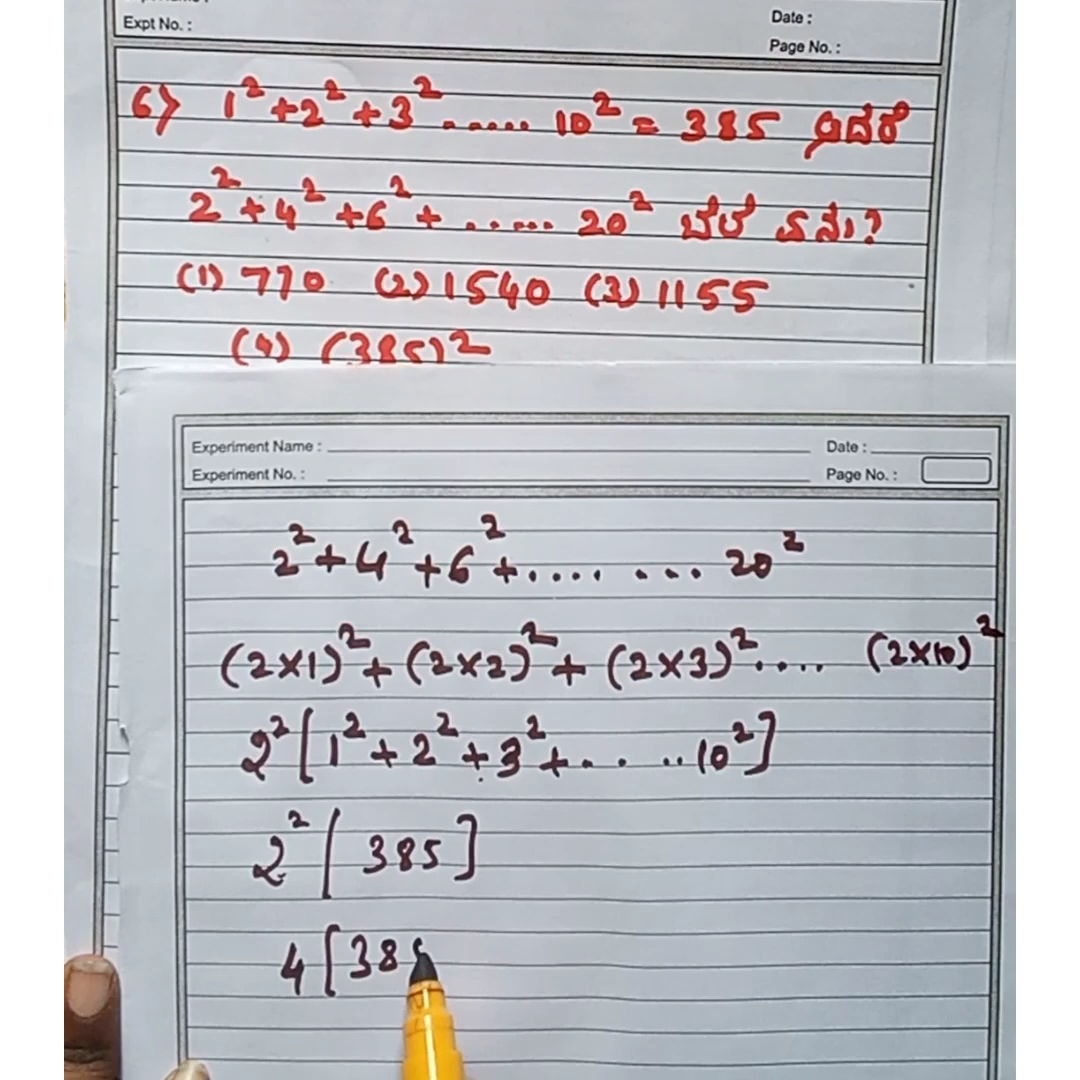 Expt No. :
Date :
Page No. :
6) 1² + 2² + 3² ...... 10² = 385 ಆದರೆ
2² + 4² + 6² + ...... 20² ಬೆಲೆ ಏನು?
(1) 770 (2) 1540 (3) 1155
(4) (385)²
Experiment Name :
Date :
Experiment No. :
Page No. :
2² + 4² + 6² + .... ... 20²
(2×1)² + (2×2)² + (2×3)² .... (2×10)²
2² [1² + 2² + 3² + .. .. 10²]
2² [385]
4 [385